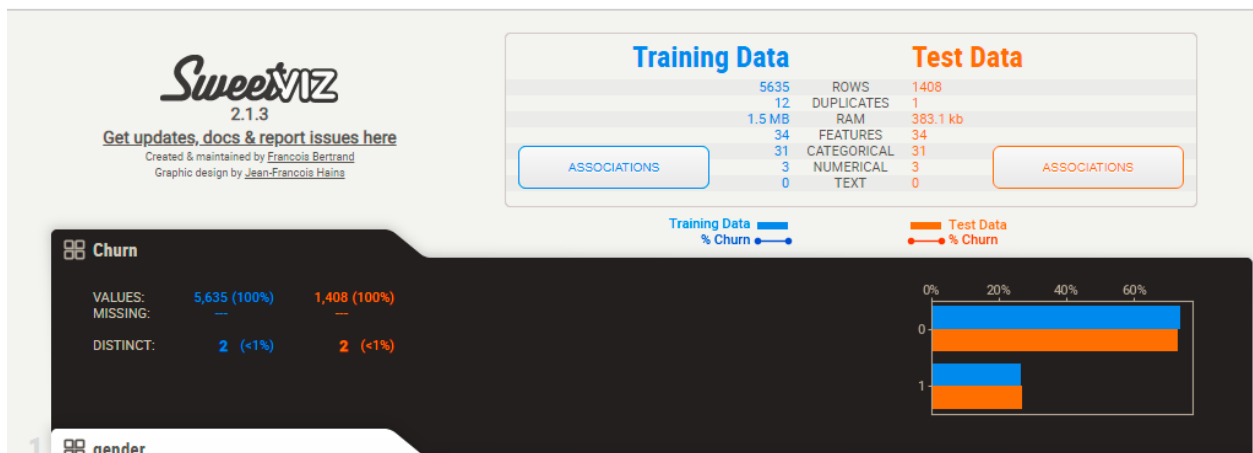 SweetVIZ
2.1.3
Get updates, docs & report issues here
Created & maintained by Francois Bertrand
Graphic design by Jean-Francois Hains
Training Data Test Data
5635 ROWS 1408
12 DUPLICATES 1
1.5 MB RAM 383.1 kb
34 FEATURES 34
31 CATEGORICAL 31
3 NUMERICAL 3
0 TEXT 0
ASSOCIATIONS
ASSOCIATIONS
Training Data
% Churn
Test Data
% Churn
Churn
VALUES: 5,635 (100%) 1,408 (100%)
MISSING: --- ---
DISTINCT: 2 (<1%) 2 (<1%)
0% 20% 40% 60%
0
1
1 gender